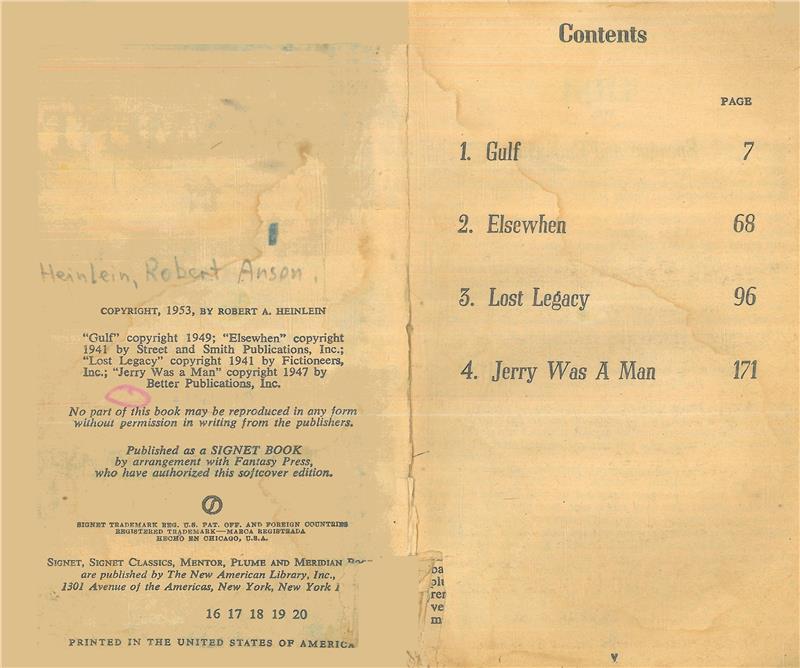 Heinlein, Robert Anson.
COPYRIGHT, 1953, BY ROBERT A. HEINLEIN
"Gulf" copyright 1949; "Elsewhen" copyright
1941 by Street and Smith Publications, Inc.;
"Lost Legacy" copyright 1941 by Fictioneers,
Inc.; "Jerry Was a Man" copyright 1947 by
Better Publications, Inc.
No part of this book may be reproduced in any form
without permission in writing from the publishers.
Published as a SIGNET BOOK
by arrangement with Fantasy Press,
who have authorized this softcover edition.
SIGNET TRADEMARK REG. U.S. PAT. OFF. AND FOREIGN COUNTRIES
REGISTERED TRADEMARK—MARCA REGISTRADA
HECHO EN CHICAGO, U.S.A.
SIGNET, SIGNET CLASSICS, MENTOR, PLUME AND MERIDIAN
are published by The New American Library, Inc.,
1301 Avenue of the Americas, New York, New York
16 17 18 19 20
PRINTED IN THE UNITED STATES OF AMERICA
Contents
PAGE
1. Gulf 7
2. Elsewhen 68
3. Lost Legacy 96
4. Jerry Was A Man 171
v